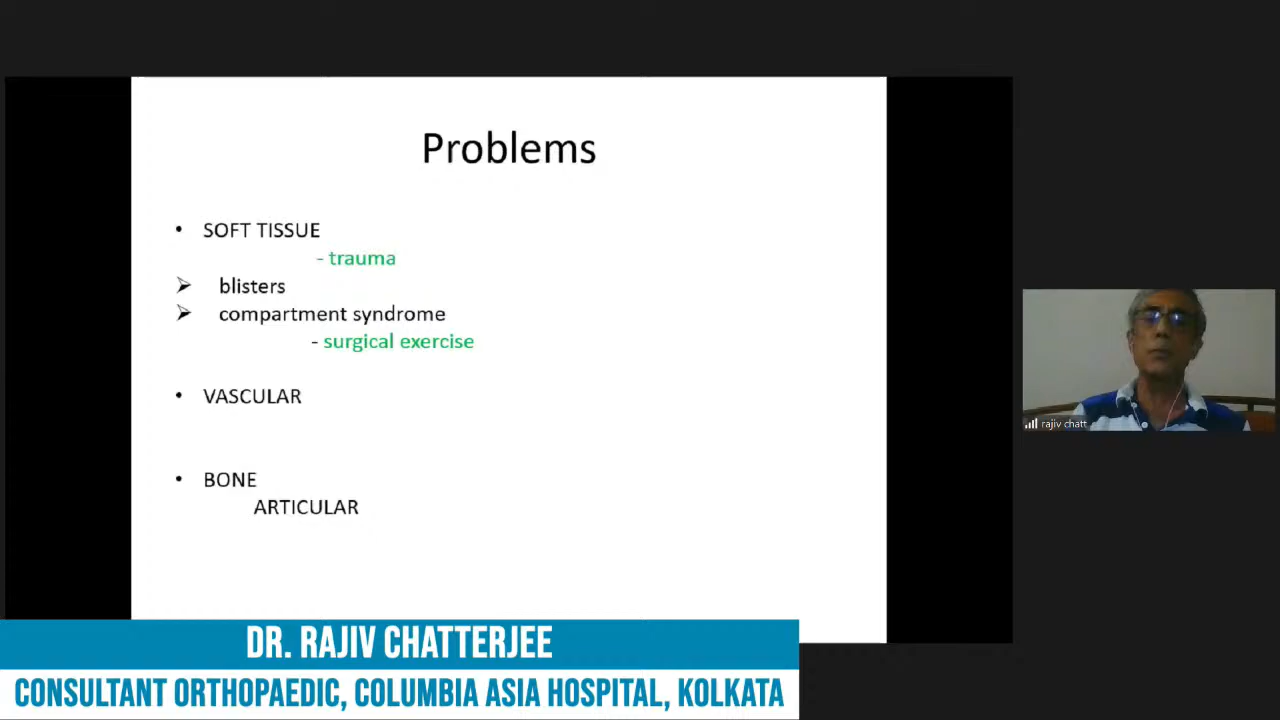 Problems
• SOFT TISSUE
- trauma
➢ blisters
➢ compartment syndrome
- surgical exercise
• VASCULAR
• BONE
ARTICULAR
rajiv chatt
DR. RAJIV CHATTERJEE
CONSULTANT ORTHOPAEDIC, COLUMBIA ASIA HOSPITAL, KOLKATA